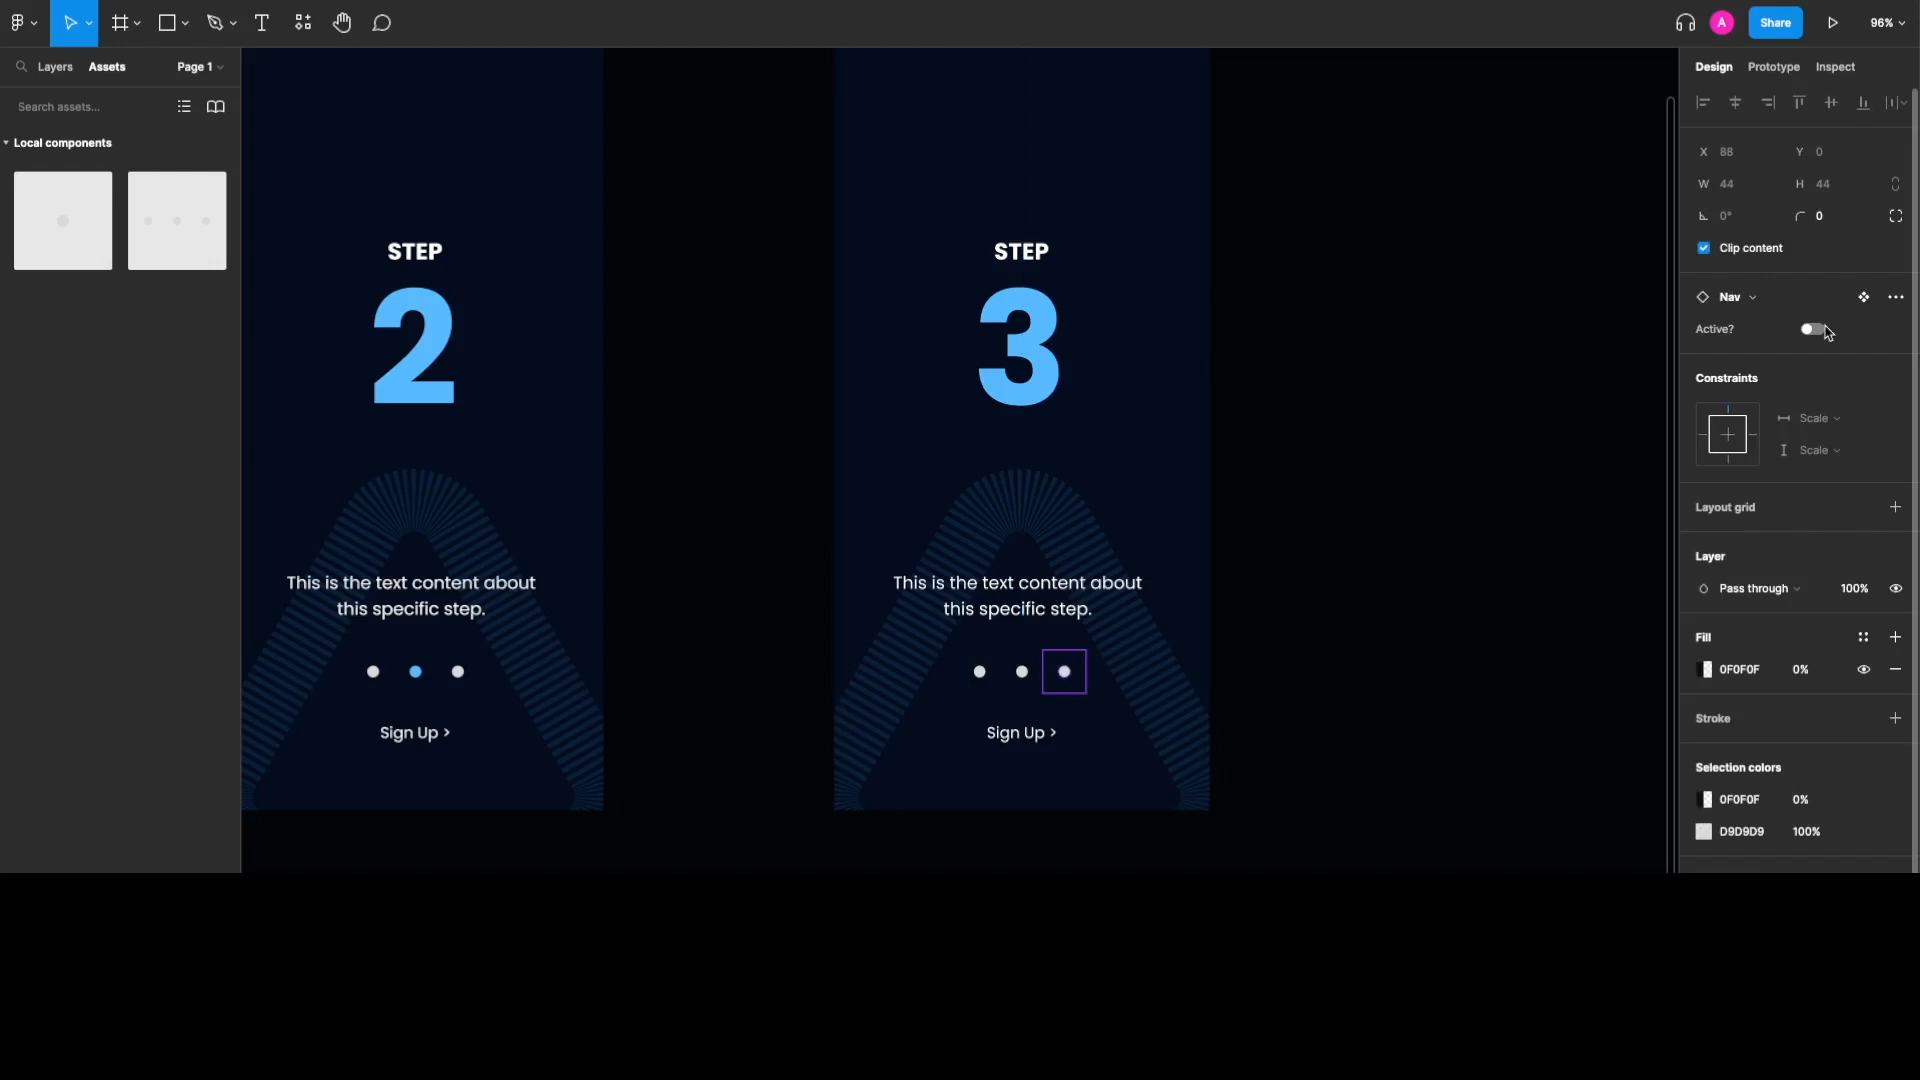 A
Share
96%
Layers
Assets
Page 1
Design
Prototype
Inspect
Search assets...
Local components
X 88
Y 0
W 44
H 44
0°
0
Clip content
Nav
Active?
Constraints
Scale
Scale
Layout grid
Layer
Pass through
100%
Fill
0F0F0F
0%
Stroke
Selection colors
0F0F0F
0%
D9D9D9
100%
STEP
2
This is the text content about
this specific step.
Sign Up >
STEP
3
This is the text content about
this specific step.
Sign Up >